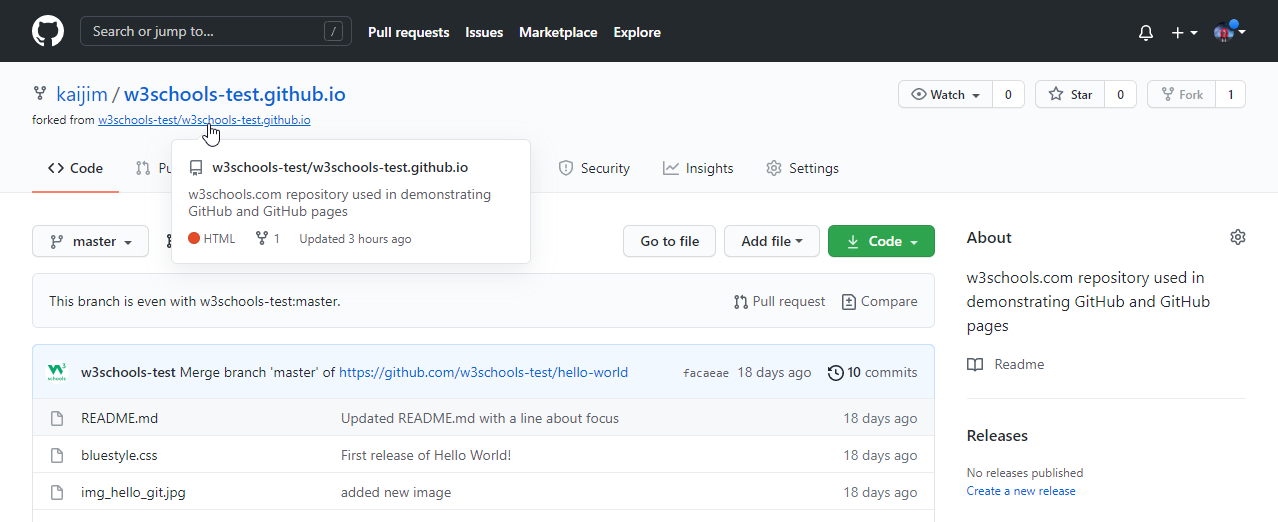 Search or jump to... / Pull requests Issues Marketplace Explore
kaijim / w3schools-test.github.io Watch 0 Star 0 Fork 1
forked from w3schools-test/w3schools-test.github.io
Code Security Insights Settings
w3schools-test/w3schools-test.github.io
w3schools.com repository used in demonstrating
GitHub and GitHub pages
HTML 1 Updated 3 hours ago
master Go to file Add file Code
This branch is even with w3schools-test:master. Pull request Compare
w3schools-test Merge branch 'master' of https://github.com/w3schools-test/hello-world facaeae 18 days ago 10 commits
README.md Updated README.md with a line about focus 18 days ago
bluestyle.css First release of Hello World! 18 days ago
img_hello_git.jpg added new image 18 days ago
About
w3schools.com repository used in
demonstrating GitHub and GitHub
pages
Readme
Releases
No releases published
Create a new release